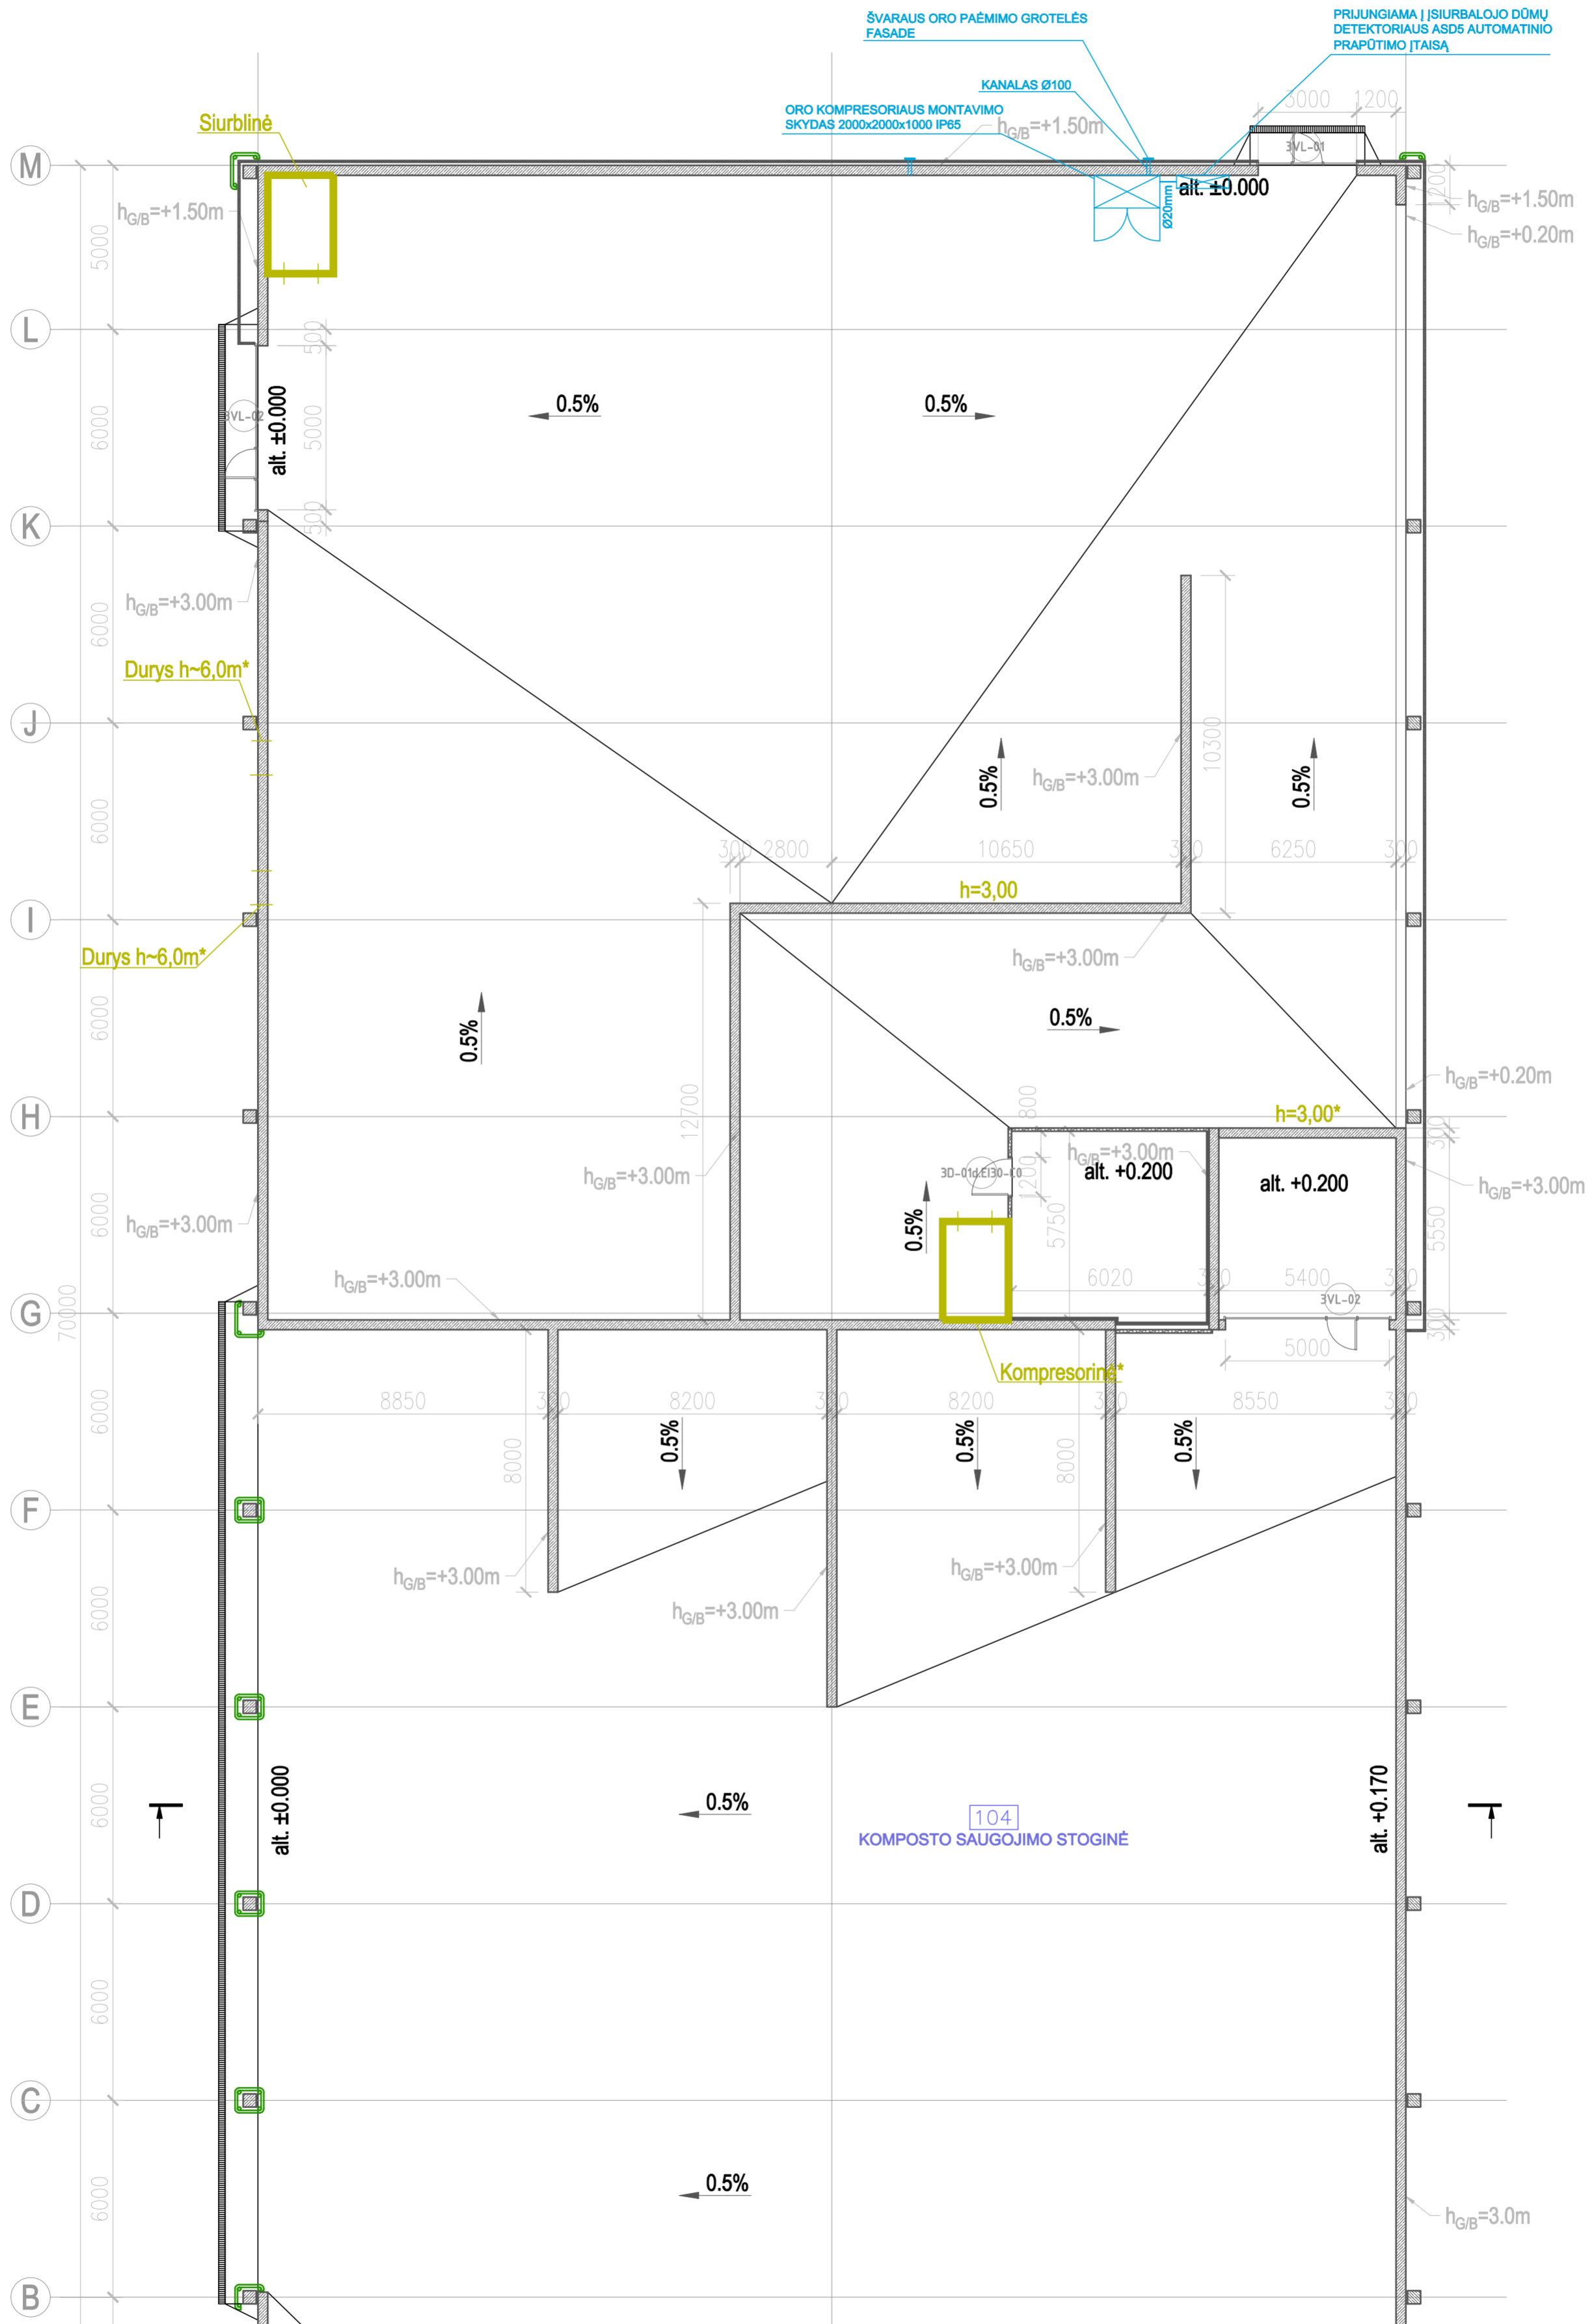 ŠVARAUS ORO PAĖMIMO GROTELĖS
FASADE
PRIJUNGIAMA Į ĮSIURBALOJO DŪMŲ
DETEKTORIAUS ASD5 AUTOMATINIO
PRAPŪTIMO ĮTAISĄ
KANALAS Ø100
ORO KOMPRESORIAUS MONTAVIMO
SKYDAS 2000x2000x1000 IP65
3000
1200
Siurblinė
hG/B=+1.50m
3VL-01
M
alt. ±0.000
Ø20mm
1200
hG/B=+1.50m
hG/B=+1.50m
hG/B=+0.20m
5000
L
500
3VL-02
alt. ±0.000
5000
6000
0.5%
0.5%
500
K
hG/B=+3.00m
6000
Durys h~6,0m*
J
10300
0.5%
0.5%
hG/B=+3.00m
6000
300
2800
10650
300
6250
300
h=3,00
I
Durys h~6,0m*
hG/B=+3.00m
6000
0.5%
0.5%
hG/B=+0.20m
12700
800
H
h=3,00*
300
hG/B=+3.00m
3D-01d.EI30-C0
hG/B=+3.00m
alt. +0.200
alt. +0.200
hG/B=+3.00m
1200
hG/B=+3.00m
6000
0.5%
5750
5550
hG/B=+3.00m
6020
300
5400
300
3VL-02
G
70000
300
5000
Kompresorinė*
8850
300
8200
300
8200
300
8550
300
6000
8000
0.5%
0.5%
8000
0.5%
F
hG/B=+3.00m
hG/B=+3.00m
hG/B=+3.00m
6000
E
alt. ±0.000
0.5%
104
KOMPOSTO SAUGOJIMO STOGINĖ
alt. +0.170
6000
D
6000
C
0.5%
6000
hG/B=3.0m
B